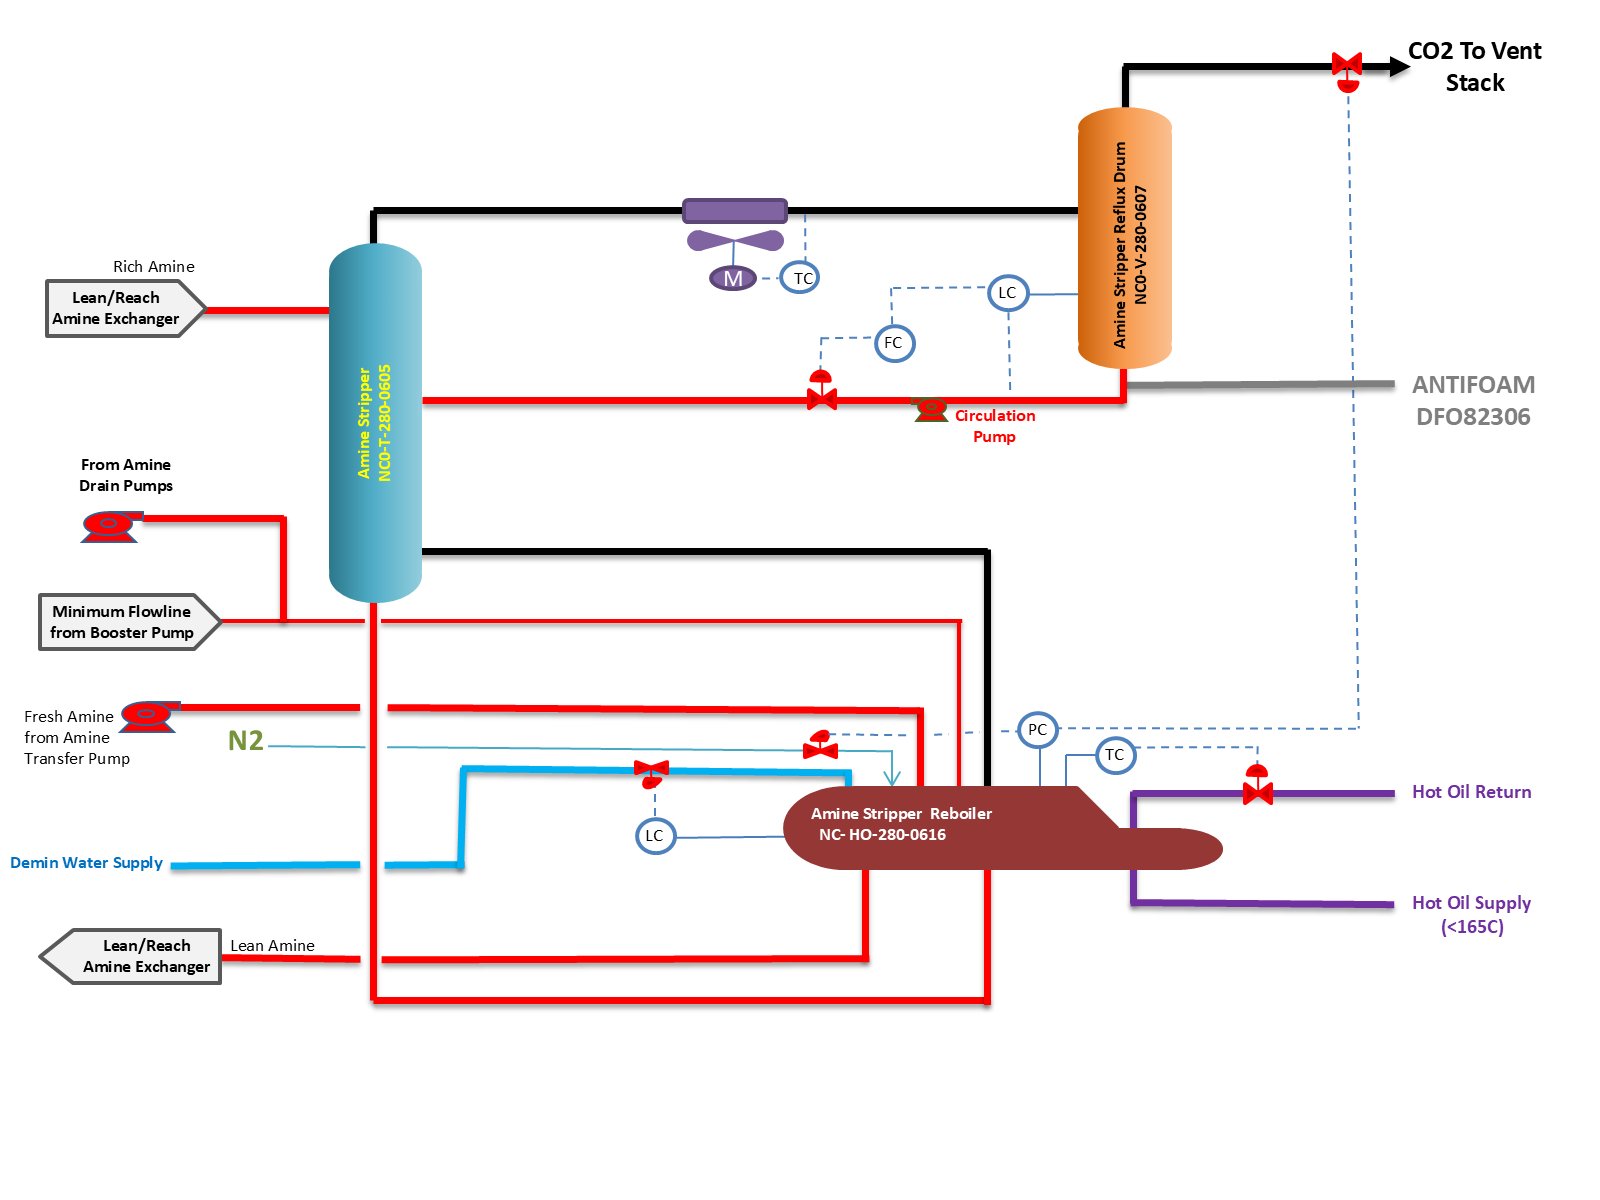 CO2 To Vent
Stack
Amine Stripper Reflux Drum
NC0-V-280-0607
M
TC
LC
FC
Rich Amine
Lean/Reach
Amine Exchanger
Amine Stripper
NC0-T-280-0605
ANTIFOAM
DFO82306
Circulation
Pump
From Amine
Drain Pumps
Minimum Flowline
from Booster Pump
Fresh Amine
from Amine
Transfer Pump
N2
PC
TC
Hot Oil Return
Amine Stripper Reboiler
NC- HO-280-0616
LC
Demin Water Supply
Hot Oil Supply
(<165C)
Lean/Reach
Amine Exchanger
Lean Amine